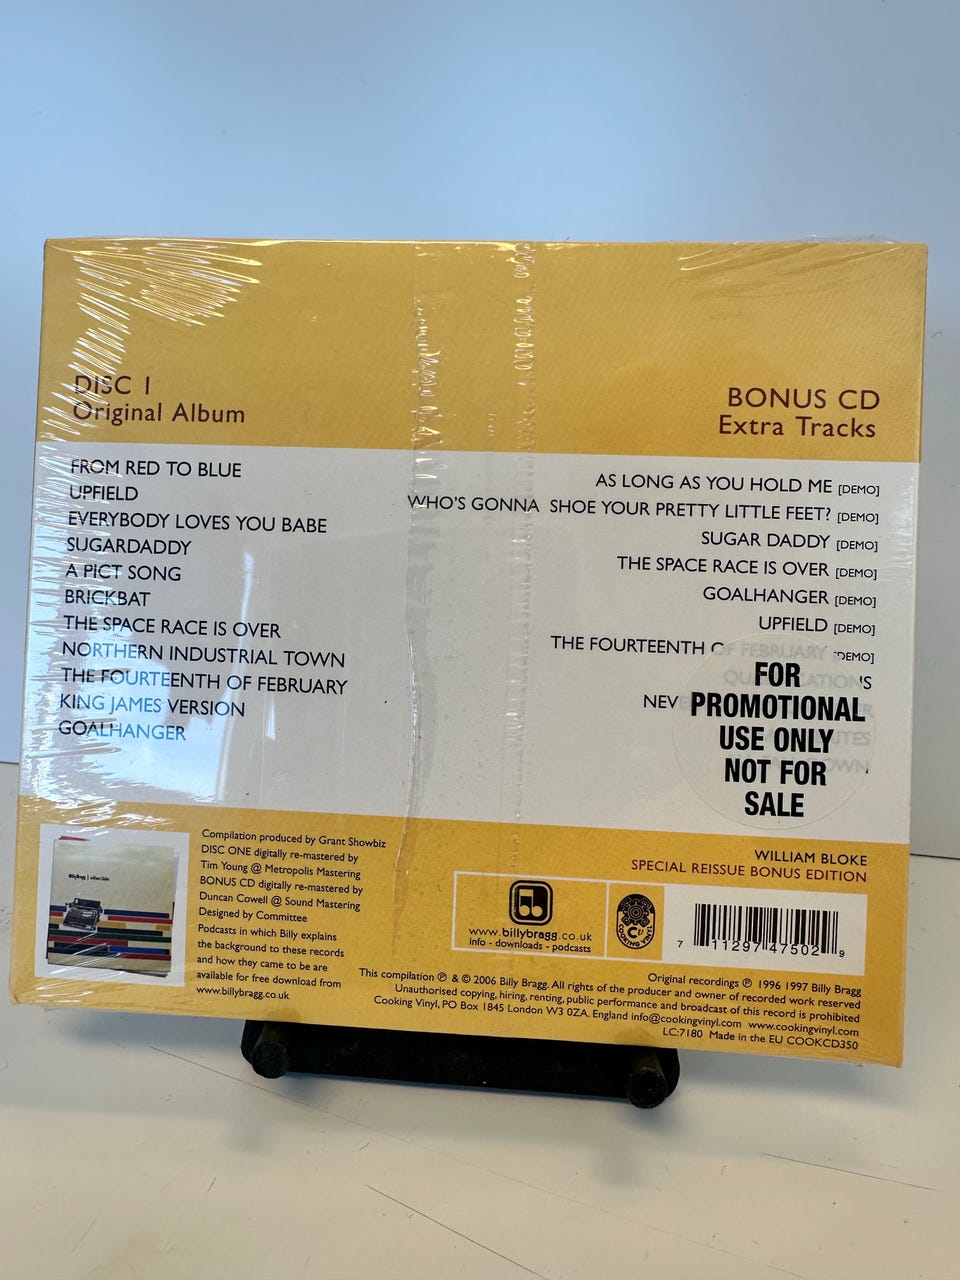 DISC 1
Original Album
FROM RED TO BLUE
UPFIELD
EVERYBODY LOVES YOU BABE
SUGARDADDY
A PICT SONG
BRICKBAT
THE SPACE RACE IS OVER
NORTHERN INDUSTRIAL TOWN
THE FOURTEENTH OF FEBRUARY
KING JAMES VERSION
GOALHANGER
BONUS CD
Extra Tracks
AS LONG AS YOU HOLD ME [DEMO]
WHO'S GONNA SHOE YOUR PRETTY LITTLE FEET? [DEMO]
SUGAR DADDY [DEMO]
THE SPACE RACE IS OVER [DEMO]
GOALHANGER [DEMO]
UPFIELD [DEMO]
THE FOURTEENTH OF FEBRUARY [DEMO]
FOR
PROMOTIONAL
USE ONLY
NOT FOR
SALE
Compilation produced by Grant Showbiz
DISC ONE digitally re-mastered by
Tim Young @ Metropolis Mastering
BONUS CD digitally re-mastered by
Duncan Cowell @ Sound Mastering
Designed by Committee
Podcasts in which Billy explains
the background to these records
and how they came to be are
available for free download from
www.billybragg.co.uk
WILLIAM BLOKE
SPECIAL REISSUE BONUS EDITION
www.billybragg.co.uk
info - downloads - podcasts
COOKING VINYL
7 11297 47502 9
Original recordings ℗ 1996 1997 Billy Bragg
This compilation ℗ & © 2006 Billy Bragg. All rights of the producer and owner of recorded work reserved
Unauthorised copying, hiring, renting, public performance and broadcast of this record is prohibited
Cooking Vinyl, PO Box 1845 London W3 0ZA. England info@cookingvinyl.com www.cookingvinyl.com
LC:7180 Made in the EU COOKCD350